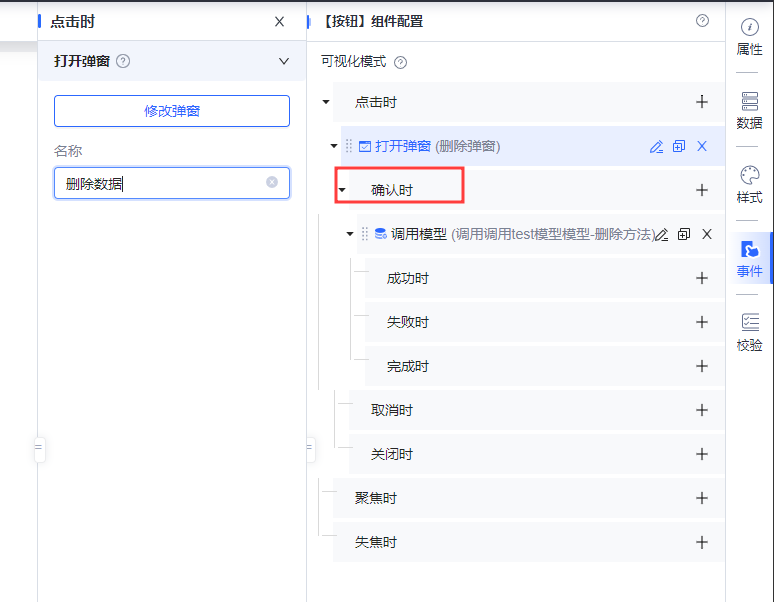 点击时
打开弹窗
修改弹窗
名称
删除数据
【按钮】组件配置
可视化模式
点击时
打开弹窗 (删除弹窗)
确认时
调用模型 (调用调用test模型模型-删除方法)
成功时
失败时
完成时
取消时
关闭时
聚焦时
失焦时
属性
数据
样式
事件
校验